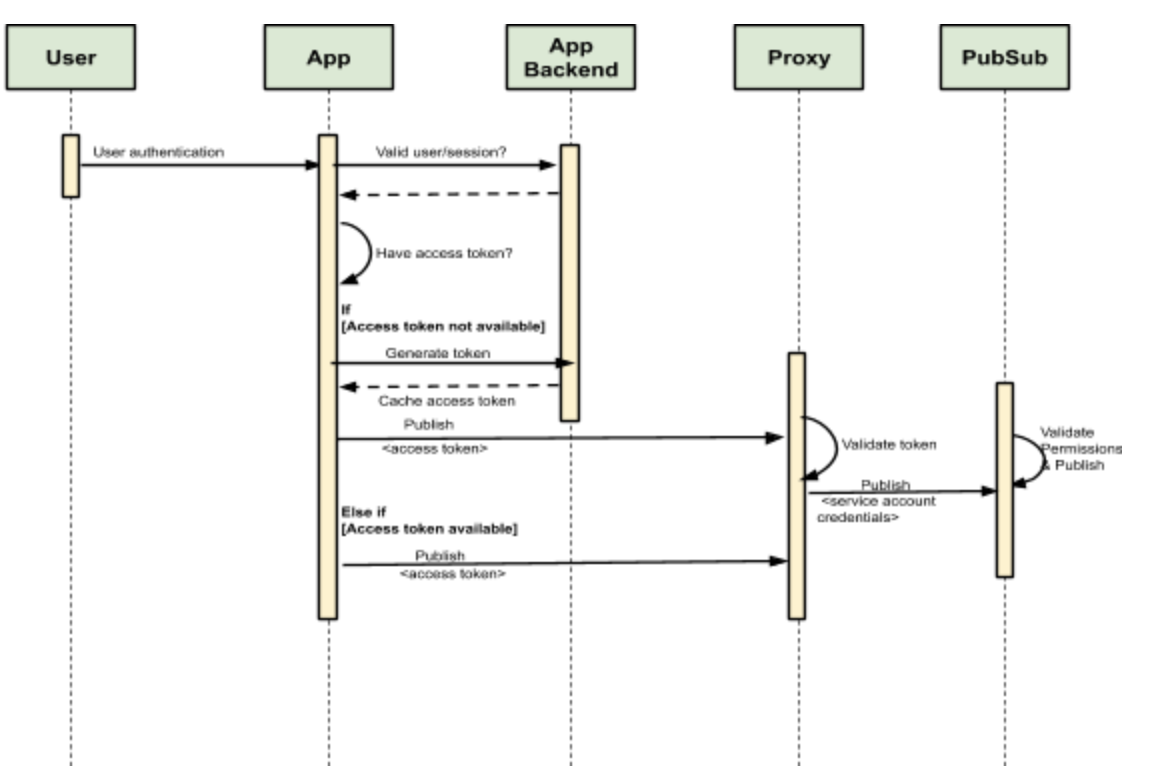 User
App
App
Backend
Proxy
PubSub
User authentication
Valid user/session?
Have access token?
If
[Access token not available]
Generate token
Cache access token
Publish
<access token>
Validate token
Validate
Permissions
& Publish
Publish
<service account
credentials>
Else if
[Access token available]
Publish
<access token>